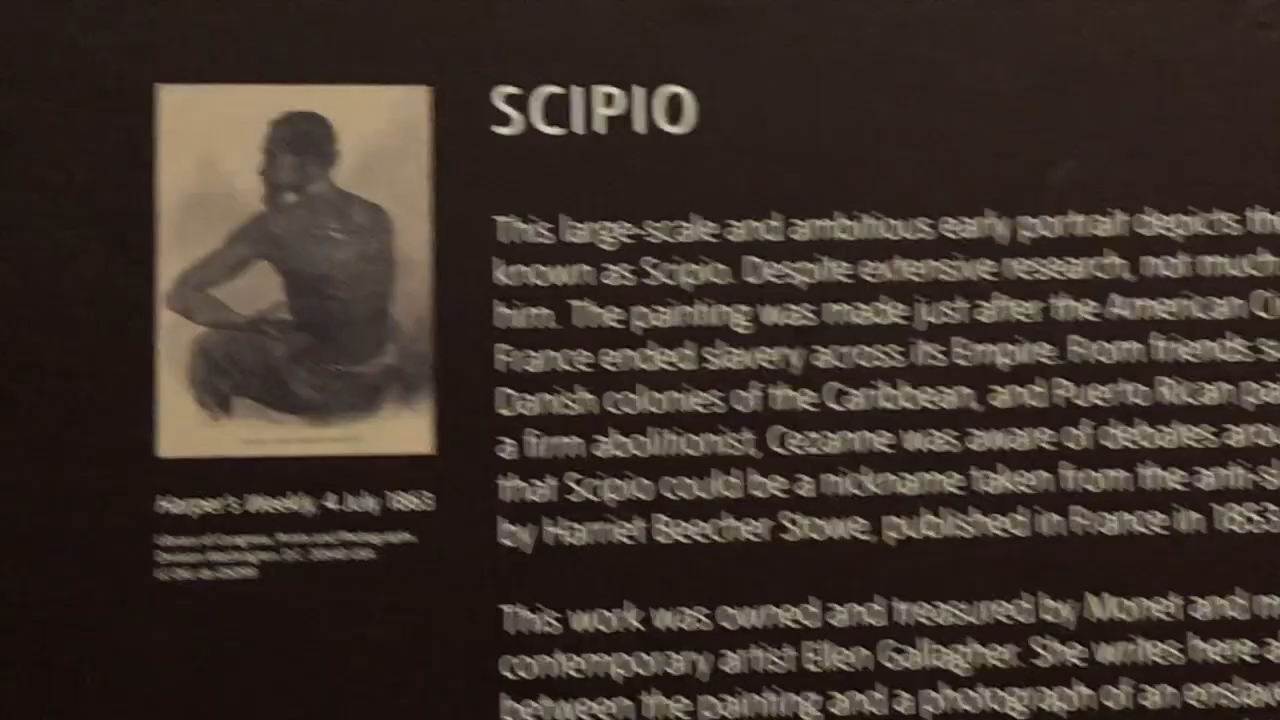 SCIPIO
This large-scale and ambitious early portrait depicts
known as Scipio. Despite extensive research, not much
him. The painting was made just after the American
France ended slavery across its Empire. From friends
Danish colonies of the Caribbean, and Puerto Rican
a firm abolitionist, Cezanne was aware of debates
that Scipio could be a nickname taken from the
by Harriet Beecher Stowe, published in France in 1853
This work was owned and treasured by Monet and
contemporary artist Ellen Gallagher. She writes here
between the painting and a photograph of an
Harper's Weekly, 4 July 1863